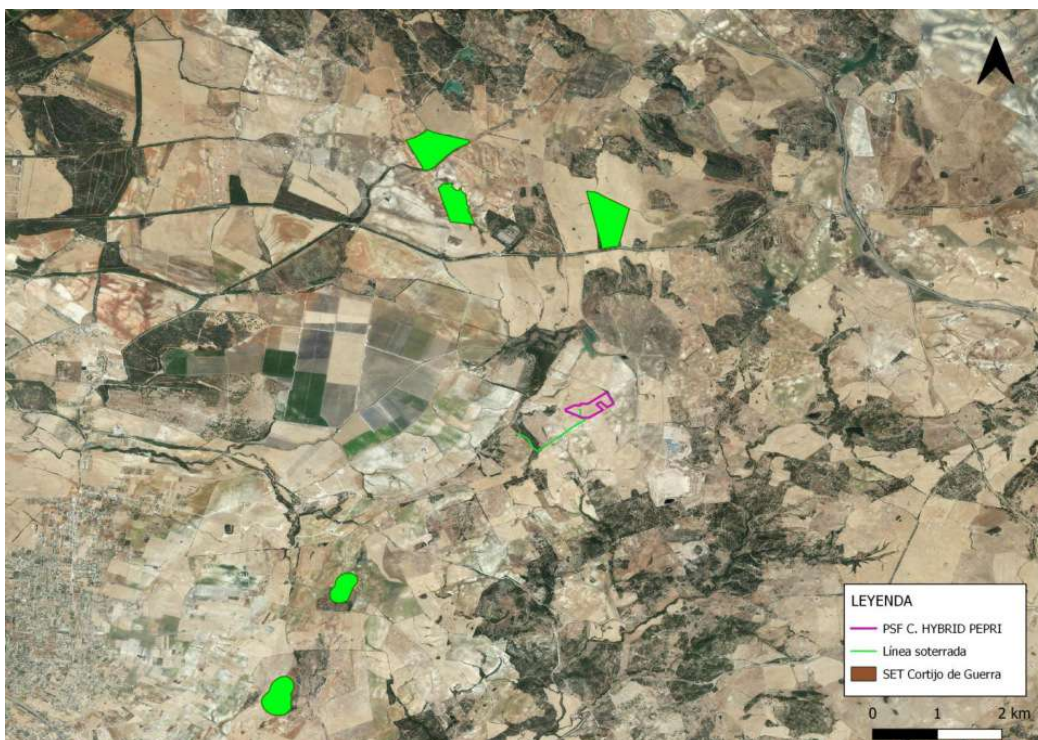 LEYENDA
PSF C. HYBRID PEPRI
Línea soterrada
SET Cortijo de Guerra
0 1 2 km